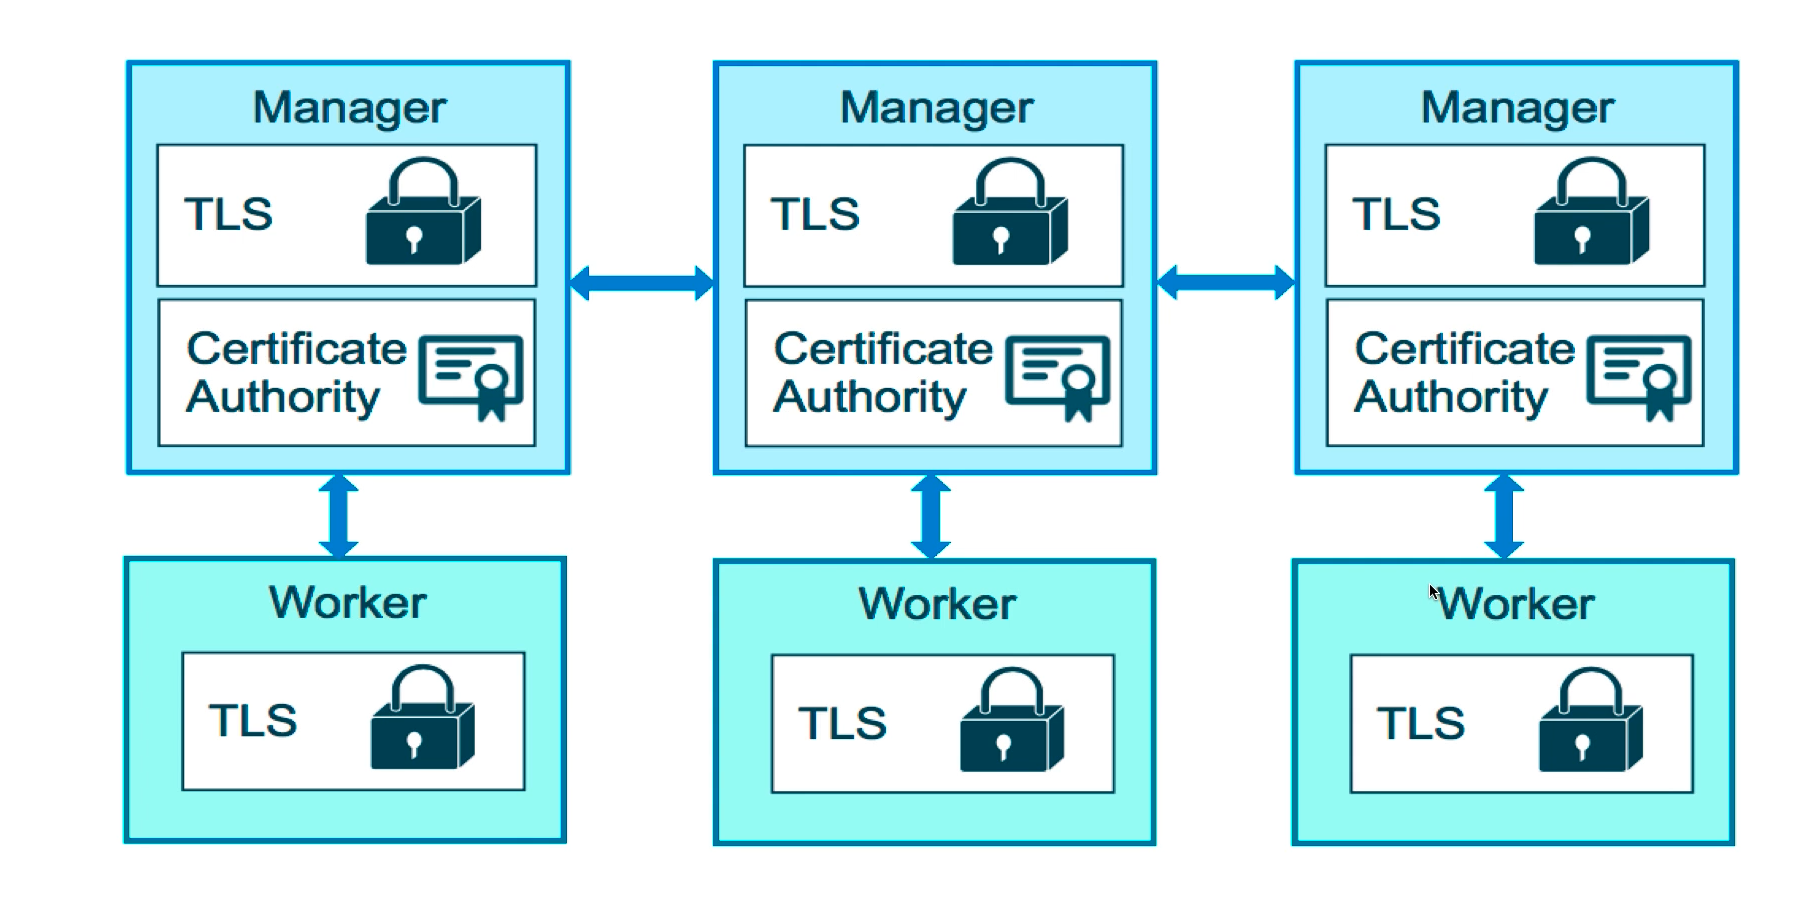 Manager
TLS
Certificate
Authority
Manager
TLS
Certificate
Authority
Manager
TLS
Certificate
Authority
Worker
TLS
Worker
TLS
Worker
TLS